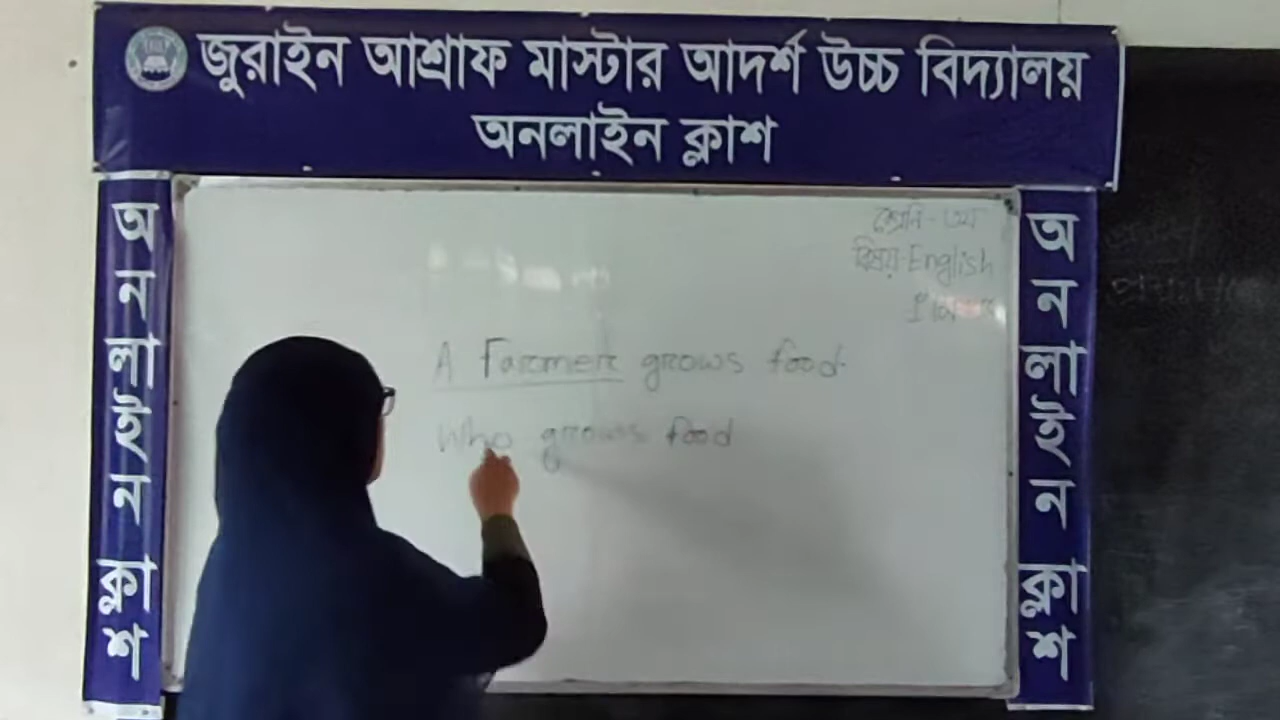 জুরাইন আশ্রাফ মাস্টার আদর্শ উচ্চ বিদ্যালয়
অনলাইন ক্লাশ
অনলাইন ক্লাশ
শ্রেনি-৩য়
বিষয়-English
A Farmer grows food.
Who grows food
অনলাইন ক্লাশ